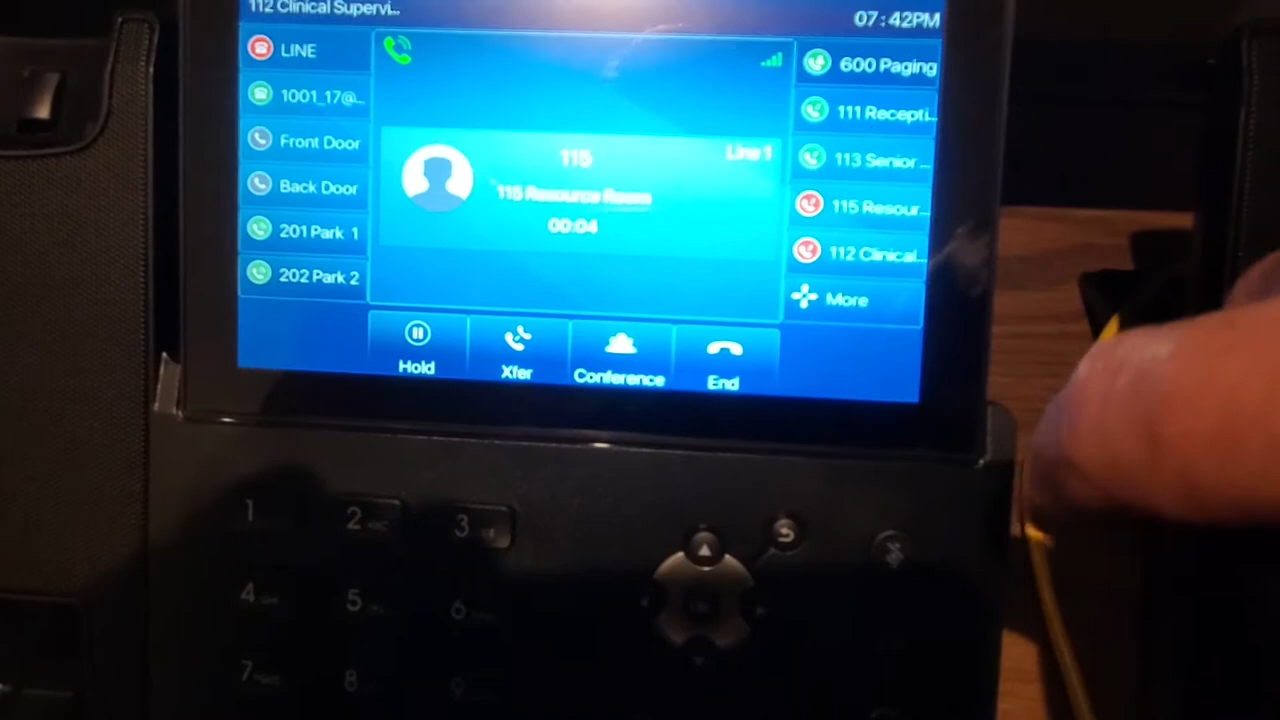 112 Clinical Supervi...
07:42PM
LINE
1001_17@...
Front Door
Back Door
201 Park 1
202 Park 2
115
Line 1
115 Resource Room
00:04
600 Paging
111 Recepti...
113 Senior ...
115 Resour...
112 Clinical...
More
Hold
Xfer
Conference
End
1
2
3
4
5
6
7
8
9